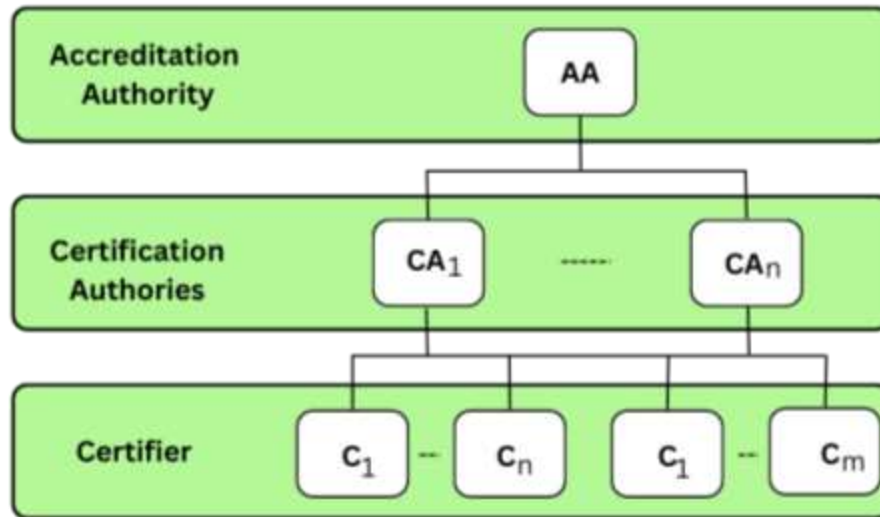 Accreditation
Authority
AA
Certification
Authories
CA1
-----
CAn
Certifier
C1
--
Cn
C1
--
Cm